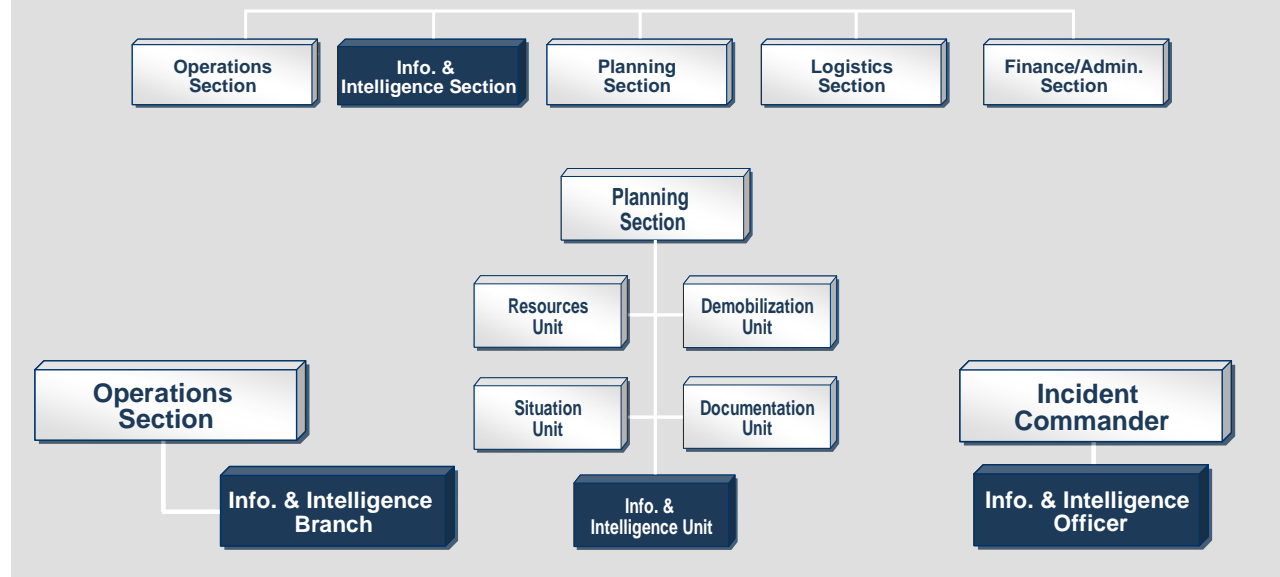 Operations
Section
Info. &
Intelligence Section
Planning
Section
Logistics
Section
Finance/Admin.
Section
Planning
Section
Resources
Unit
Demobilization
Unit
Situation
Unit
Documentation
Unit
Info. &
Intelligence Unit
Operations
Section
Info. & Intelligence
Branch
Incident
Commander
Info. & Intelligence
Officer